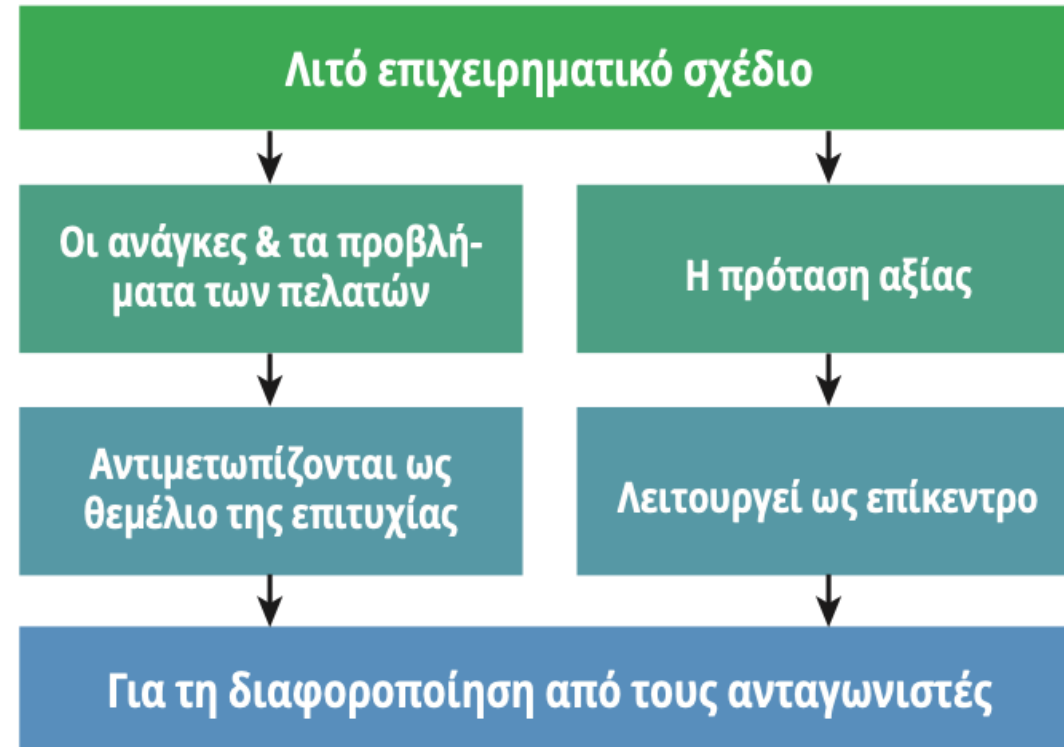 Λιτό επιχειρηματικό σχέδιο
Οι ανάγκες & τα προβλή-
ματα των πελατών
Η πρόταση αξίας
Αντιμετωπίζονται ως
θεμέλιο της επιτυχίας
Λειτουργεί ως επίκεντρο
Για τη διαφοροποίηση από τους ανταγωνιστές